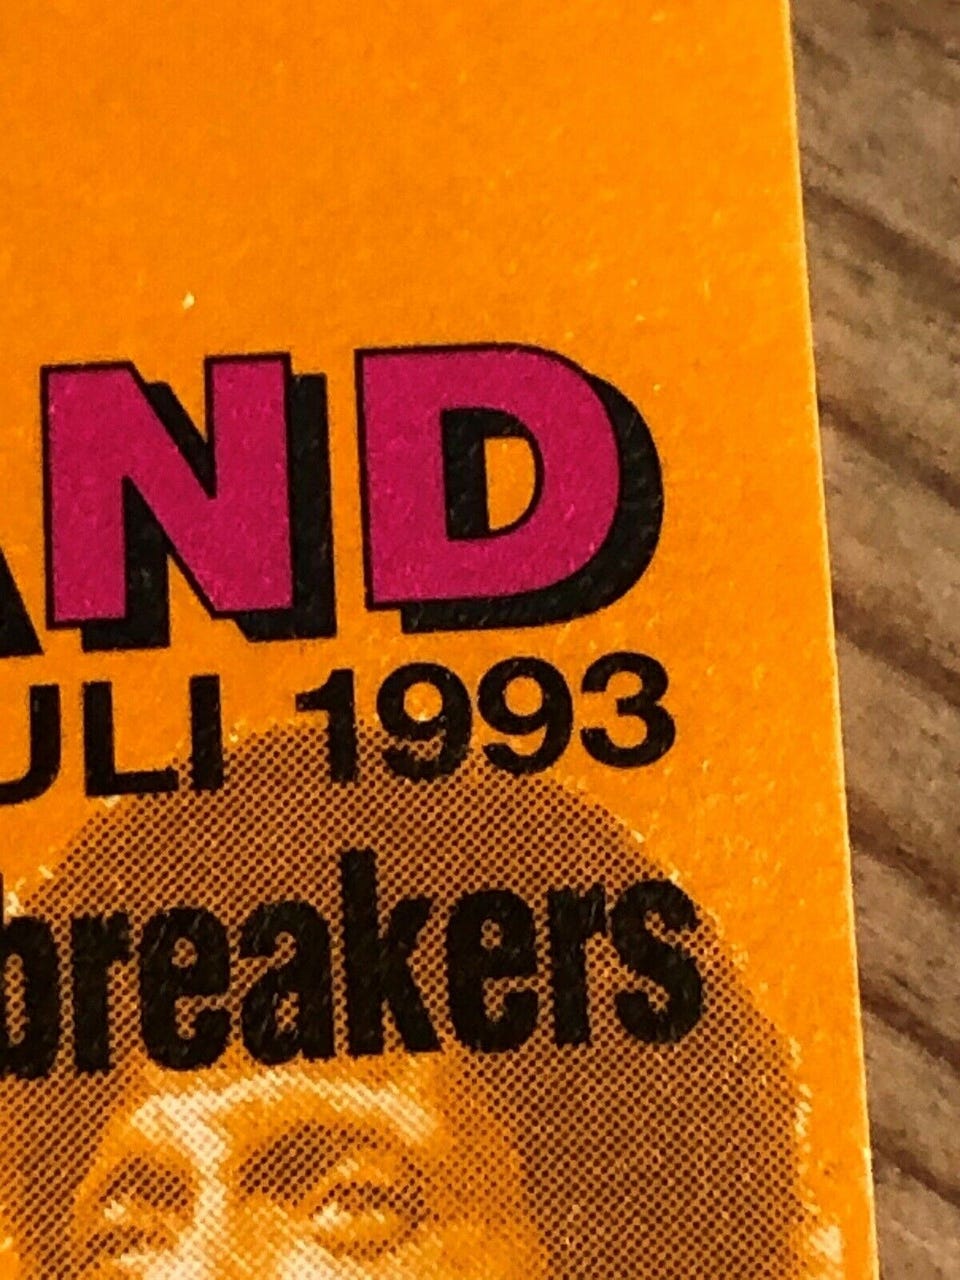 AND
ULI 1993
breakers